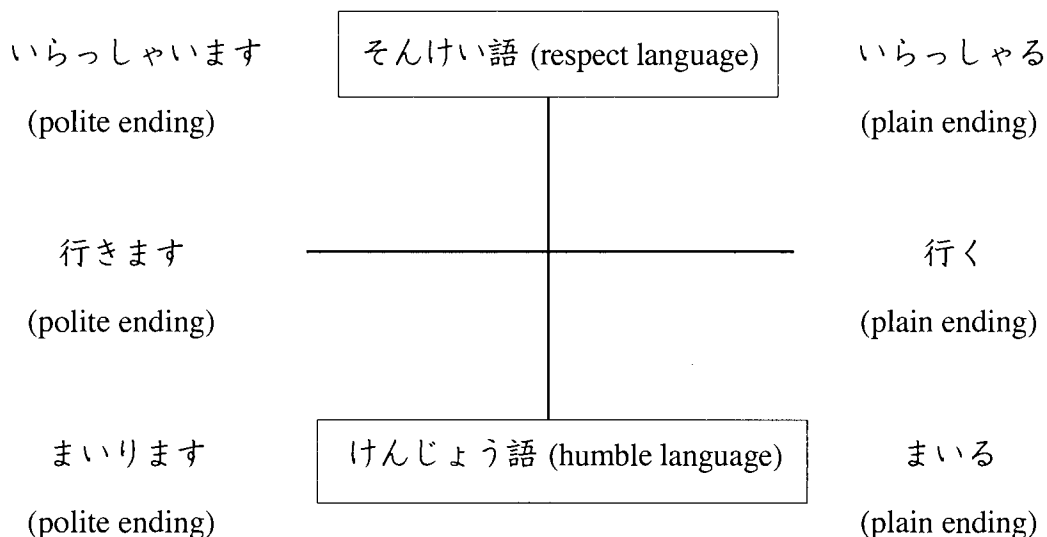 いらっしゃいます そんけい語 (respect language) いらっしゃる
(polite ending) (plain ending)
行きます 行く
(polite ending) (plain ending)
まいります けんじょう語 (humble language) まいる
(polite ending) (plain ending)